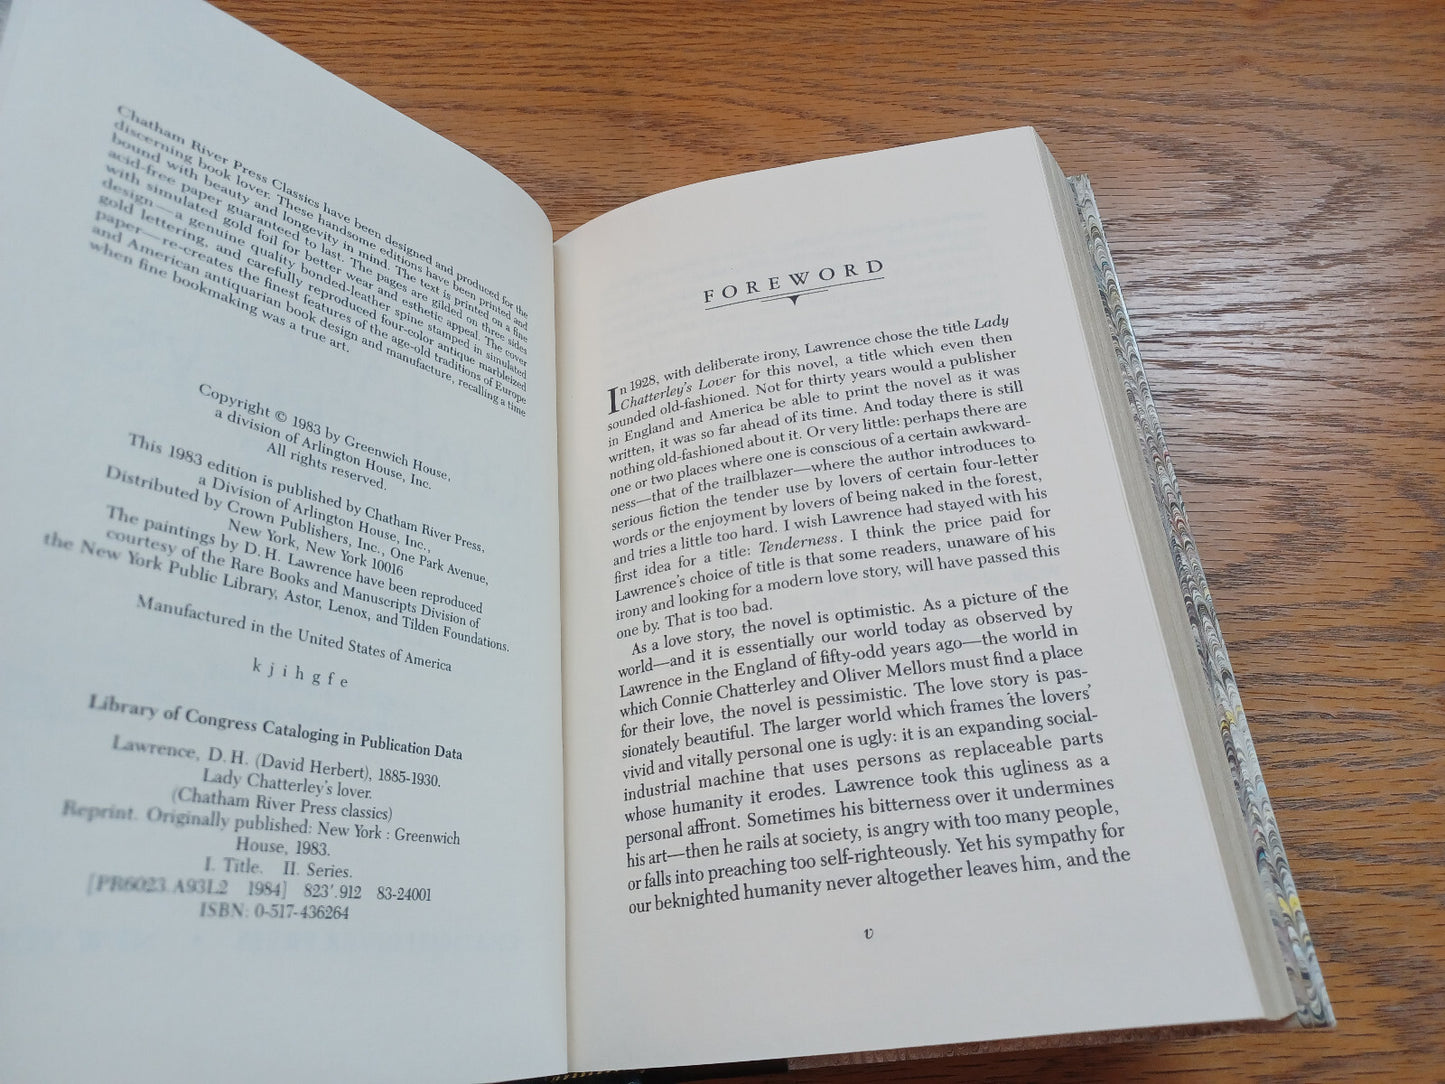 Chatham River Press Classics have been designed and produced for the
discerning book lover. These handsome editions have been printed and
bound with beauty and longevity in mind. The text is printed on a fine
acid-free paper guaranteed to last. The pages are gilded on three sides
with simulated gold foil for better wear and esthetic appeal. The cover
design—a genuine quality bonded-leather spine stamped in simulated
gold lettering, and carefully reproduced four-color antique marbleized
paper—re-creates the finest features of the age-old traditions of Europe
and American antiquarian book design and manufacture, recalling a time
when fine bookmaking was a true art.
Copyright © 1983 by Greenwich House,
a division of Arlington House, Inc.
All rights reserved.
This 1983 edition is published by Chatham River Press,
a Division of Arlington House, Inc.,
Distributed by Crown Publishers, Inc., One Park Avenue,
New York, New York 10016
The paintings by D. H. Lawrence have been reproduced
courtesy of the Rare Books and Manuscripts Division of
the New York Public Library, Astor, Lenox, and Tilden Foundations.
Manufactured in the United States of America
k j i h g f e
Library of Congress Cataloging in Publication Data
Lawrence, D. H. (David Herbert), 1885-1930.
Lady Chatterley's lover.
(Chatham River Press classics)
Reprint. Originally published: New York : Greenwich
House, 1983.
I. Title. II. Series.
[PR6023.A93L2 1984] 823'.912 83-24001
ISBN: 0-517-436264
FOREWORD
In 1928, with deliberate irony, Lawrence chose the title Lady
Chatterley's Lover for this novel, a title which even then
sounded old-fashioned. Not for thirty years would a publisher
in England and America be able to print the novel as it was
written, it was so far ahead of its time. And today there is still
nothing old-fashioned about it. Or very little: perhaps there are
one or two places where one is conscious of a certain awkward-
ness—that of the trailblazer—where the author introduces to
serious fiction the tender use by lovers of certain four-letter
words or the enjoyment by lovers of being naked in the forest,
and tries a little too hard. I wish Lawrence had stayed with his
first idea for a title: Tenderness. I think the price paid for
Lawrence's choice of title is that some readers, unaware of his
irony and looking for a modern love story, will have passed this
one by. That is too bad.
As a love story, the novel is optimistic. As a picture of the
world—and it is essentially our world today as observed by
Lawrence in the England of fifty-odd years ago—the world in
which Connie Chatterley and Oliver Mellors must find a place
for their love, the novel is pessimistic. The love story is pas-
sionately beautiful. The larger world which frames the lovers'
vivid and vitally personal one is ugly: it is an expanding social-
industrial machine that uses persons as replaceable parts
whose humanity it erodes. Lawrence took this ugliness as a
personal affront. Sometimes his bitterness over it undermines
his art—then he rails at society, is angry with too many people,
or falls into preaching too self-righteously. Yet his sympathy for
our beknighted humanity never altogether leaves him, and the
v